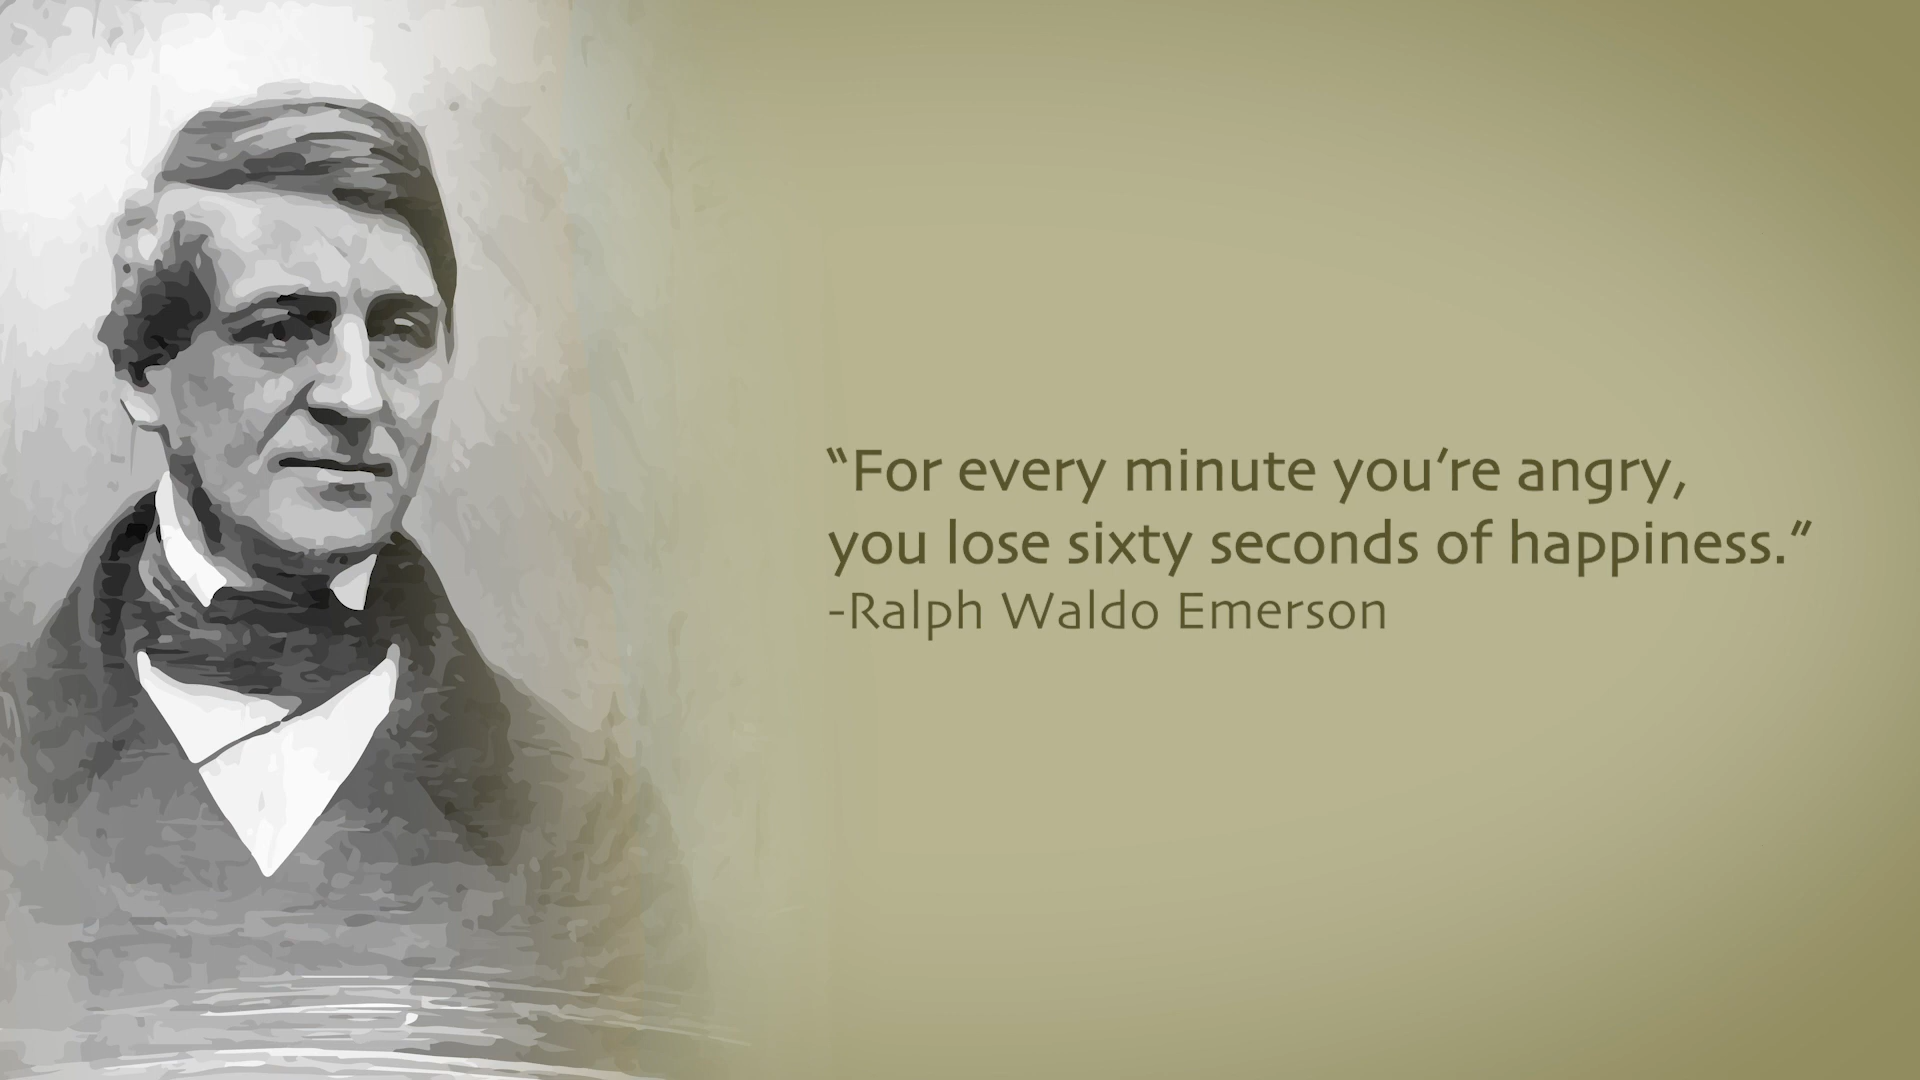 “For every minute you’re angry,
you lose sixty seconds of happiness.”
-Ralph Waldo Emerson